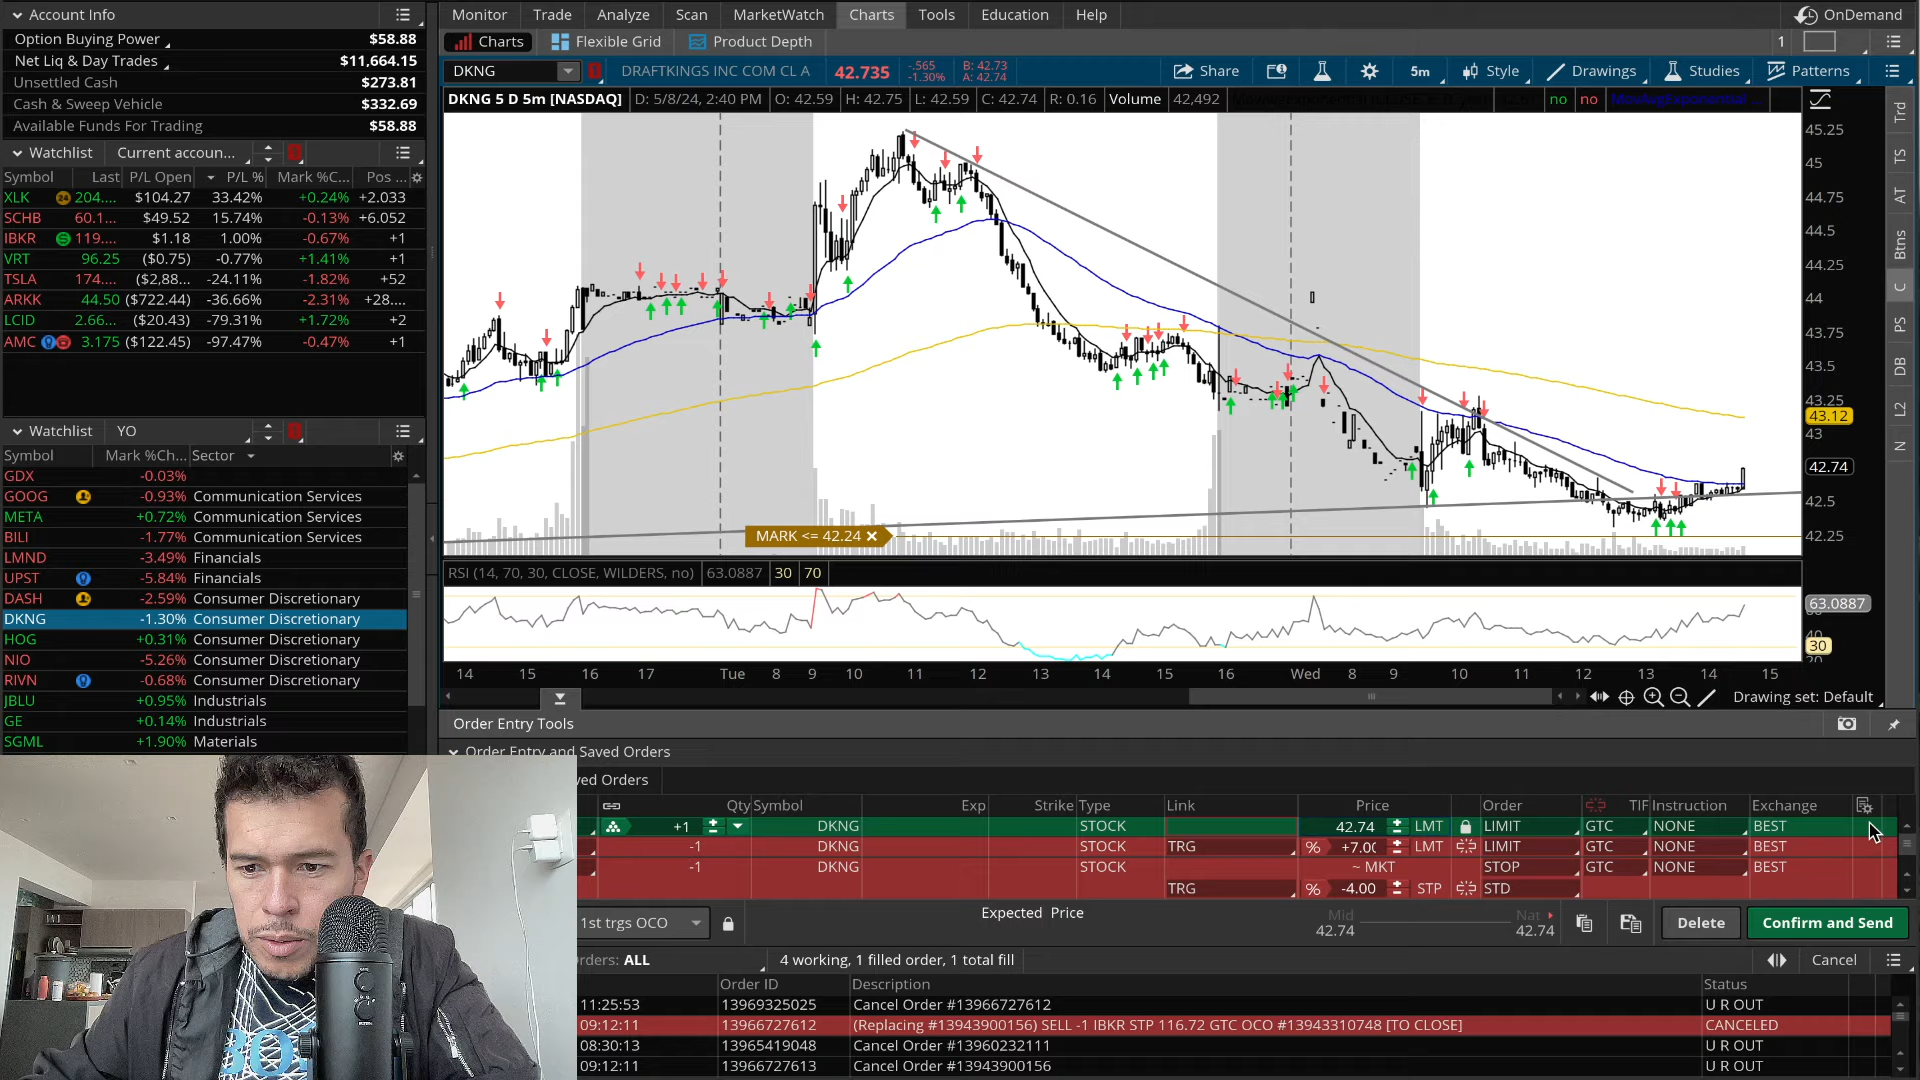 Account Info
Option Buying Power $58.88
Net Liq & Day Trades $11,664.15
Unsettled Cash $273.81
Cash & Sweep Vehicle $332.69
Available Funds For Trading $58.88
Watchlist Current accoun...
Symbol Last P/L Open P/L % Mark %C... Pos ...
XLK 24 204.... $104.27 33.42% +0.24% +2.033
SCHB 60.1... $49.52 15.74% -0.13% +6.052
IBKR 119.... $1.18 1.00% -0.67% +1
VRT 96.25 ($0.75) -0.77% +1.41% +1
TSLA 174.... ($2,88... -24.11% -1.82% +52
ARKK 44.50 ($722.44) -36.66% -2.31% +28....
LCID 2.66... ($20.43) -79.31% +1.72% +2
AMC 3.175 ($122.45) -97.47% -0.47% +1
Watchlist YO
Symbol Mark %Ch... Sector
GDX -0.03%
GOOG -0.93% Communication Services
META +0.72% Communication Services
BILI -1.77% Communication Services
LMND -3.49% Financials
UPST -5.84% Financials
DASH -2.59% Consumer Discretionary
DKNG -1.30% Consumer Discretionary
HOG +0.31% Consumer Discretionary
NIO -5.26% Consumer Discretionary
RIVN -0.68% Consumer Discretionary
JBLU +0.95% Industrials
GE +0.14% Industrials
SGML +1.90% Materials
Monitor Trade Analyze Scan MarketWatch Charts Tools Education Help OnDemand
Charts Flexible Grid Product Depth 1
DKNG DRAFTKINGS INC COM CL A 42.735 -.565 -1.30% B: 42.73 A: 42.74 Share 5m Style Drawings Studies Patterns
DKNG 5 D 5m [NASDAQ] D: 5/8/24, 2:40 PM O: 42.59 H: 42.75 L: 42.59 C: 42.74 R: 0.16 Volume 42,492 no no MovAvgExponential ...
45.25
45
44.75
44.5
44.25
44
43.75
43.5
43.25
43.12
43
42.74
42.5
42.25
MARK <= 42.24
RSI (14, 70, 30, CLOSE, WILDERS, no) 63.0887 30 70
63.0887
30
14 15 16 17 Tue 8 9 10 11 12 13 14 15 16 Wed 8 9 10 11 12 13 14 15
Drawing set: Default
Trd
TS
AT
Btns
C
PS
DB
L2
N
Order Entry Tools
Order Entry and Saved Orders
ved Orders
Qty Symbol Exp Strike Type Link Price Order TIF Instruction Exchange
+1 DKNG STOCK 42.74 LMT LIMIT GTC NONE BEST
-1 DKNG STOCK TRG % +7.00 LMT LIMIT GTC NONE BEST
-1 DKNG STOCK ~ MKT STOP GTC NONE BEST
TRG % -4.00 STP STD
1st trgs OCO Expected Price Mid 42.74 Nat 42.74 Delete Confirm and Send
rders: ALL 4 working, 1 filled order, 1 total fill Cancel
Order ID Description Status
11:25:53 13969325025 Cancel Order #13966727612 U R OUT
09:12:11 13966727612 (Replacing #13943900156) SELL -1 IBKR STP 116.72 GTC OCO #13943310748 [TO CLOSE] CANCELED
08:30:13 13965419048 Cancel Order #13960232111 U R OUT
09:12:11 13966727613 Cancel Order #13943900156 U R OUT